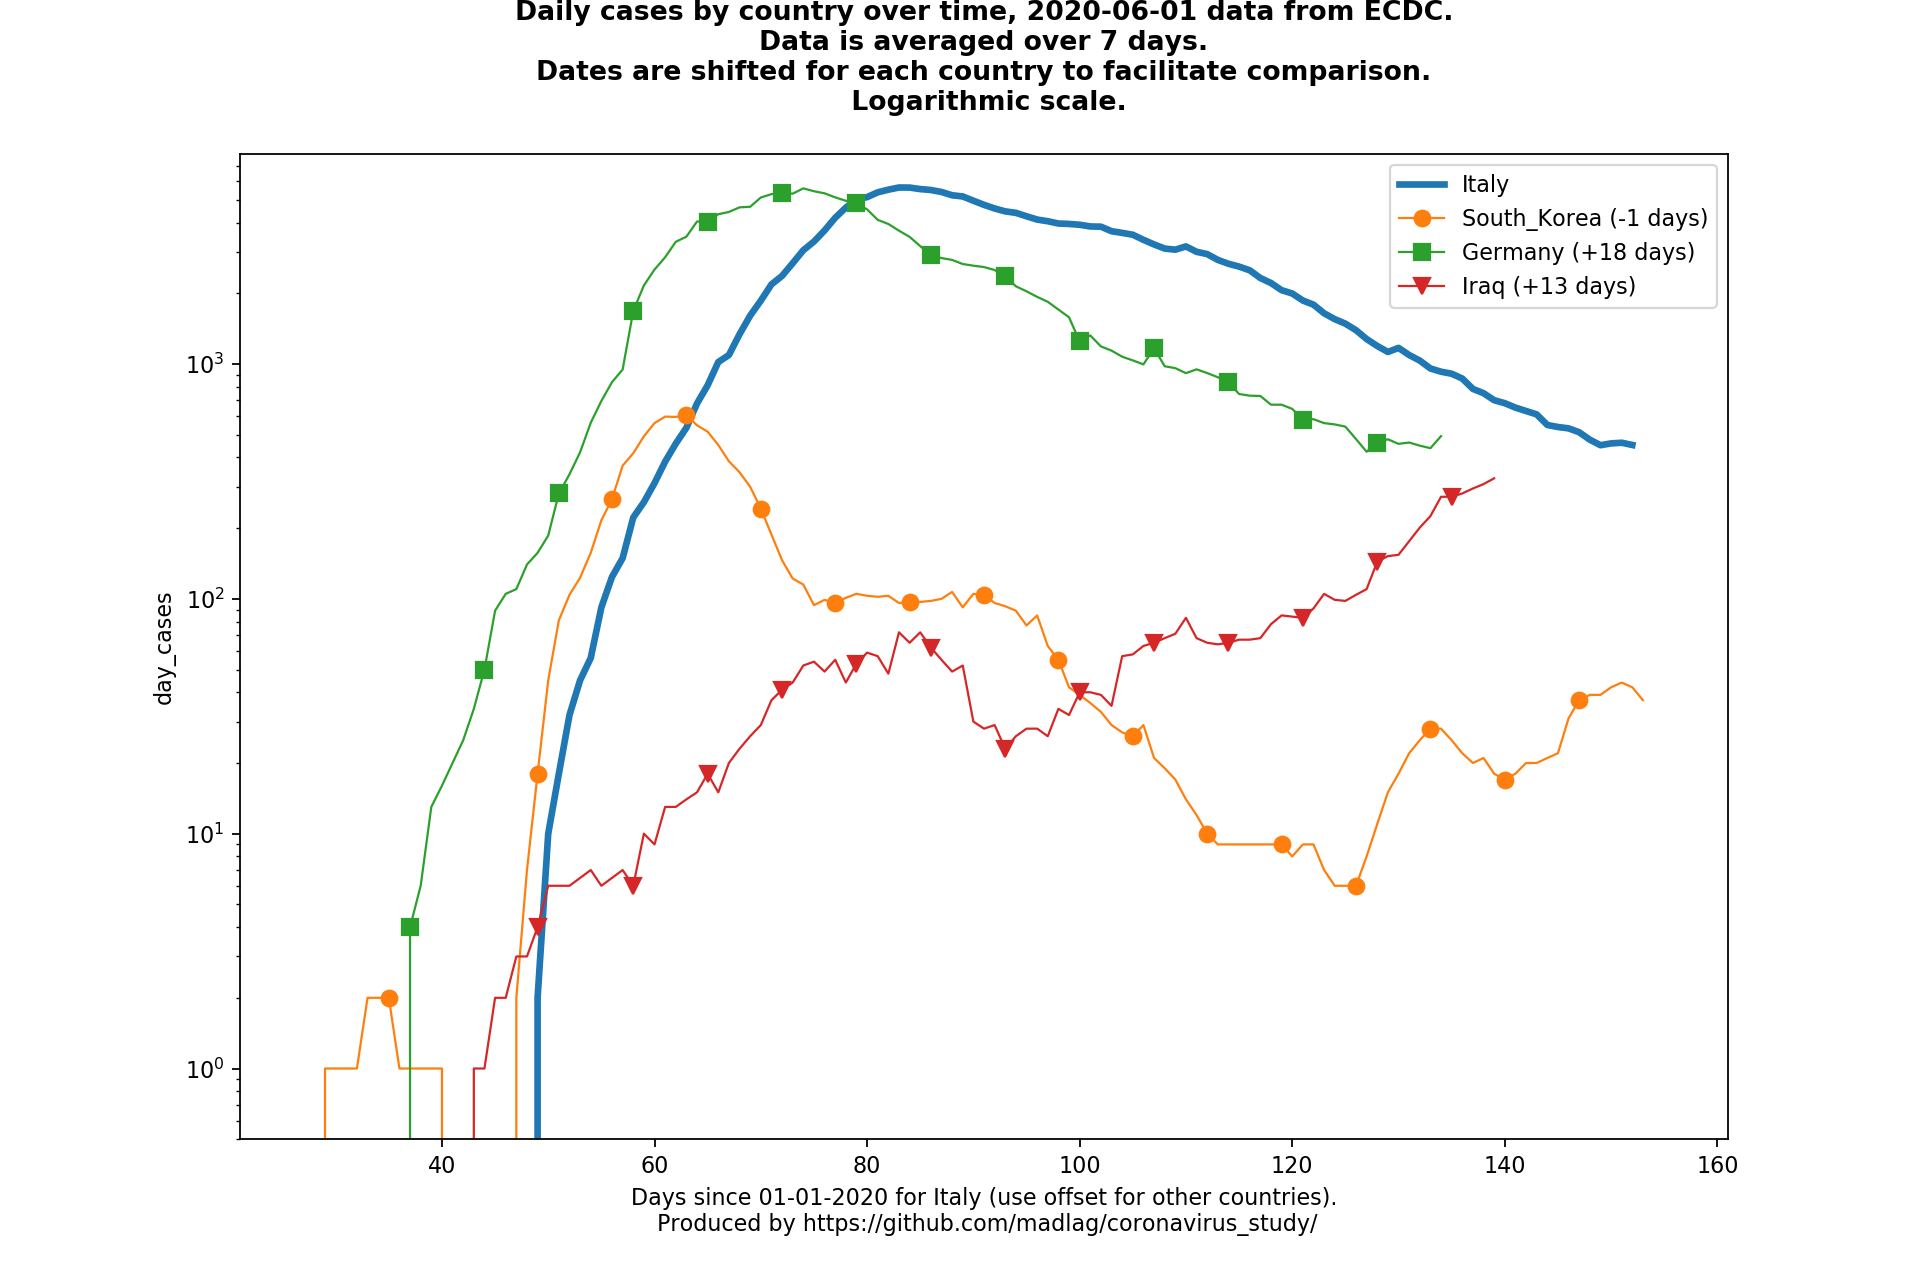 Daily cases by country over time, 2020-06-01 data from ECDC.
Data is averaged over 7 days.
Dates are shifted for each country to facilitate comparison.
Logarithmic scale.
Italy
South_Korea (-1 days)
Germany (+18 days)
Iraq (+13 days)
day_cases
10³
10²
10¹
10⁰
40 60 80 100 120 140 160
Days since 01-01-2020 for Italy (use offset for other countries).
Produced by https://github.com/madlag/coronavirus_study/